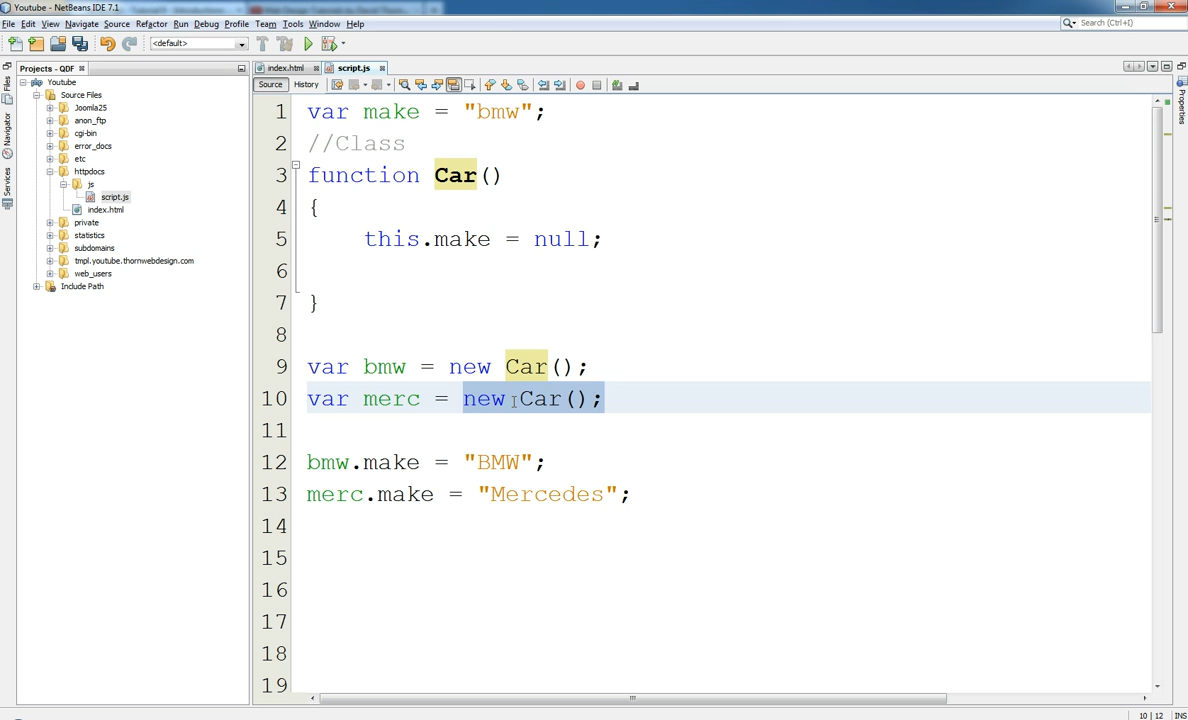 Youtube - NetBeans IDE 7.1
File Edit View Navigate Source Refactor Run Debug Profile Team Tools Window Help
Search (Ctrl+I)
<default>
Projects - QDF
index.html
script.js
Source History
Files
Navigator
Services
Properties
Youtube
Source Files
Joomla25
anon_ftp
cgi-bin
error_docs
etc
httpdocs
js
script.js
index.html
private
statistics
subdomains
tmpl.youtube.thornwebdesign.com
web_users
Include Path
1 var make = "bmw";
2 //Class
3 function Car()
4 {
5 this.make = null;
6
7 }
8
9 var bmw = new Car();
10 var merc = new Car();
11
12 bmw.make = "BMW";
13 merc.make = "Mercedes";
14
15
16
17
18
19
10 | 12 INS